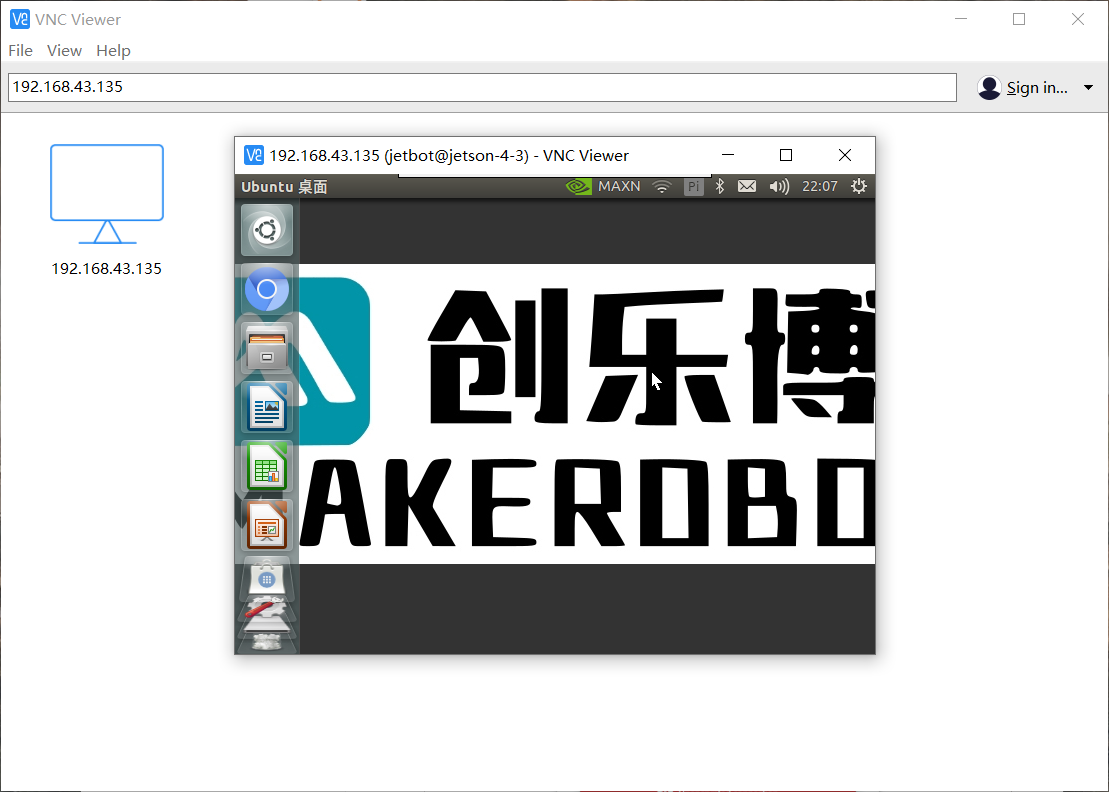 VNC Viewer
File View Help
192.168.43.135
Sign in...
192.168.43.135
192.168.43.135 (jetbot@jetson-4-3) - VNC Viewer
Ubuntu 桌面 MAXN Pi 22:07
创乐博
AKEROBO